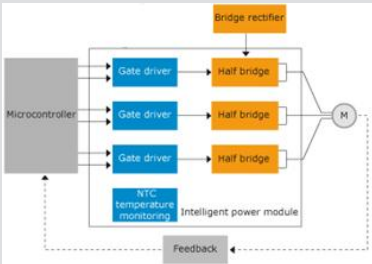 Bridge rectifier
Gate driver
Half bridge
Microcontroller
Gate driver
Half bridge
M
Gate driver
Half bridge
NTC
temperature
monitoring
Intelligent power module
Feedback